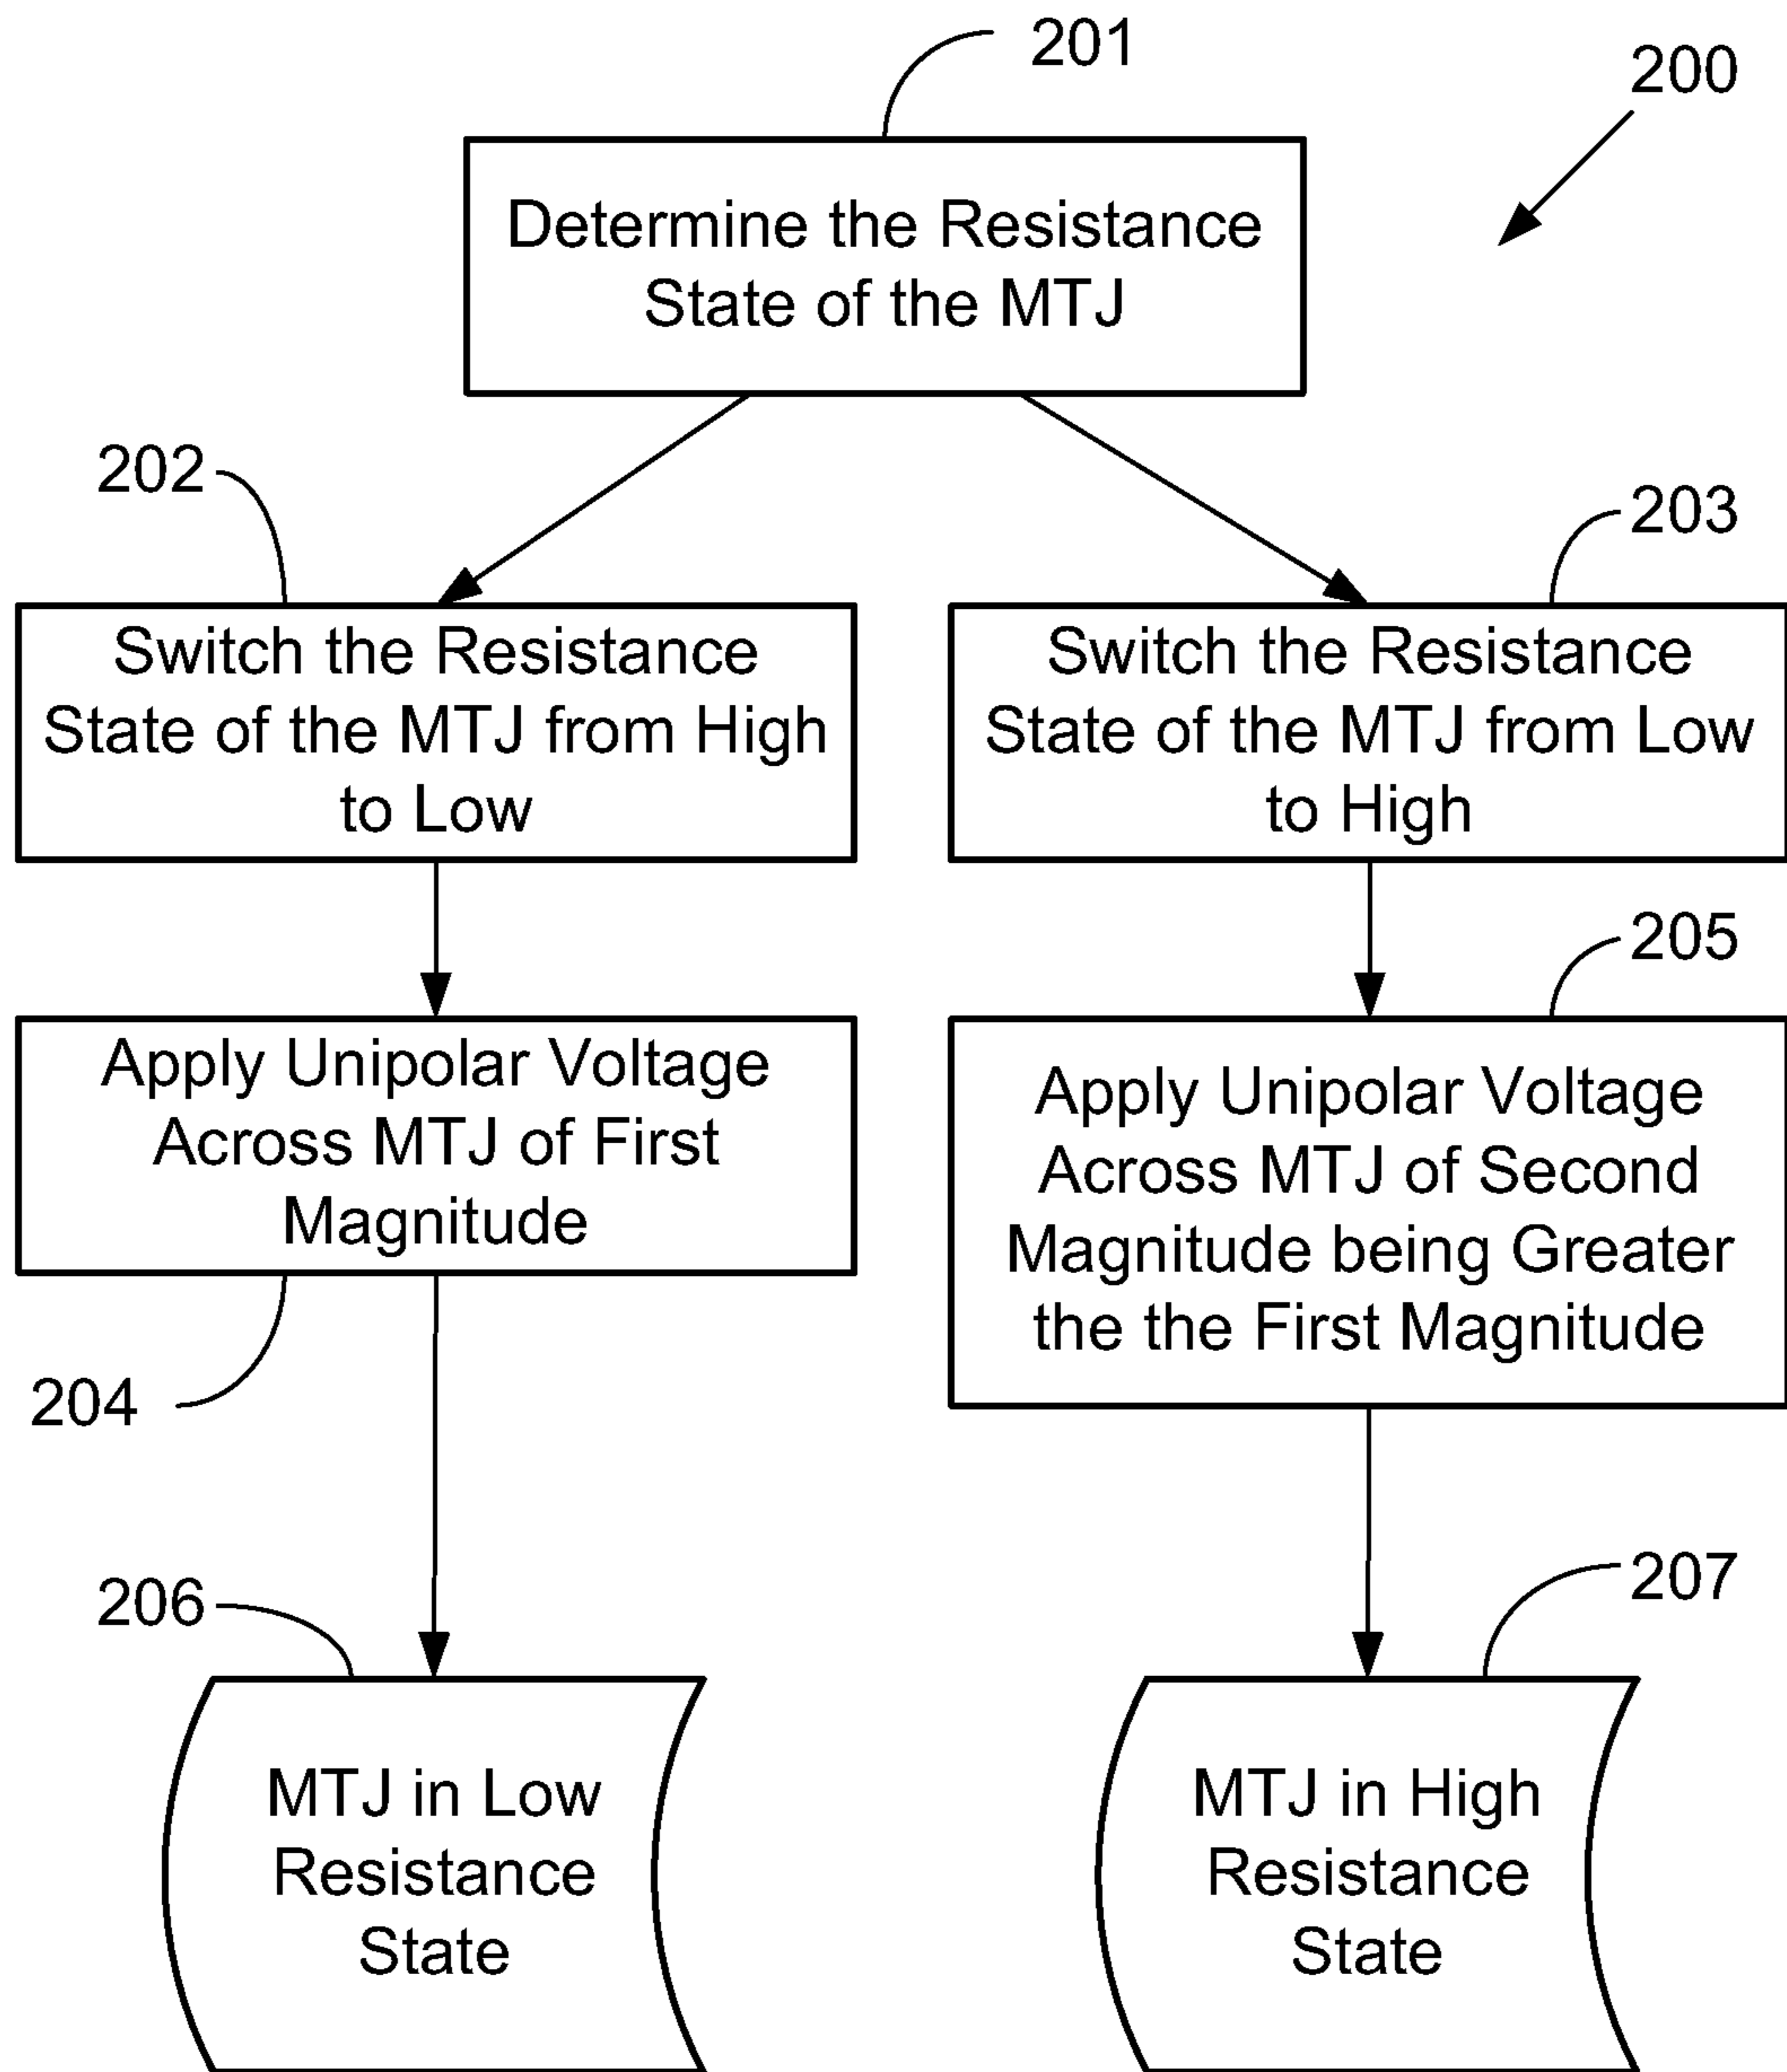 201
200
Determine the Resistance
State of the MTJ
202
203
Switch the Resistance
State of the MTJ from High
to Low
Switch the Resistance
State of the MTJ from Low
to High
205
Apply Unipolar Voltage
Across MTJ of First
Magnitude
Apply Unipolar Voltage
Across MTJ of Second
Magnitude being Greater
the the First Magnitude
204
206
207
MTJ in Low
Resistance
State
MTJ in High
Resistance
State